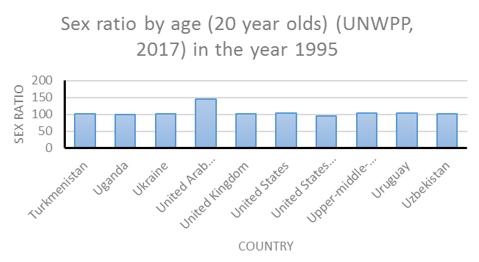 Sex ratio by age (20 year olds) (UNWPP,
2017) in the year 1995
SEX RATIO
200
150
100
50
0
Turkmenistan
Uganda
Ukraine
United Arab...
United Kingdom
United States
United States...
Upper-middle-...
Uruguay
Uzbekistan
COUNTRY